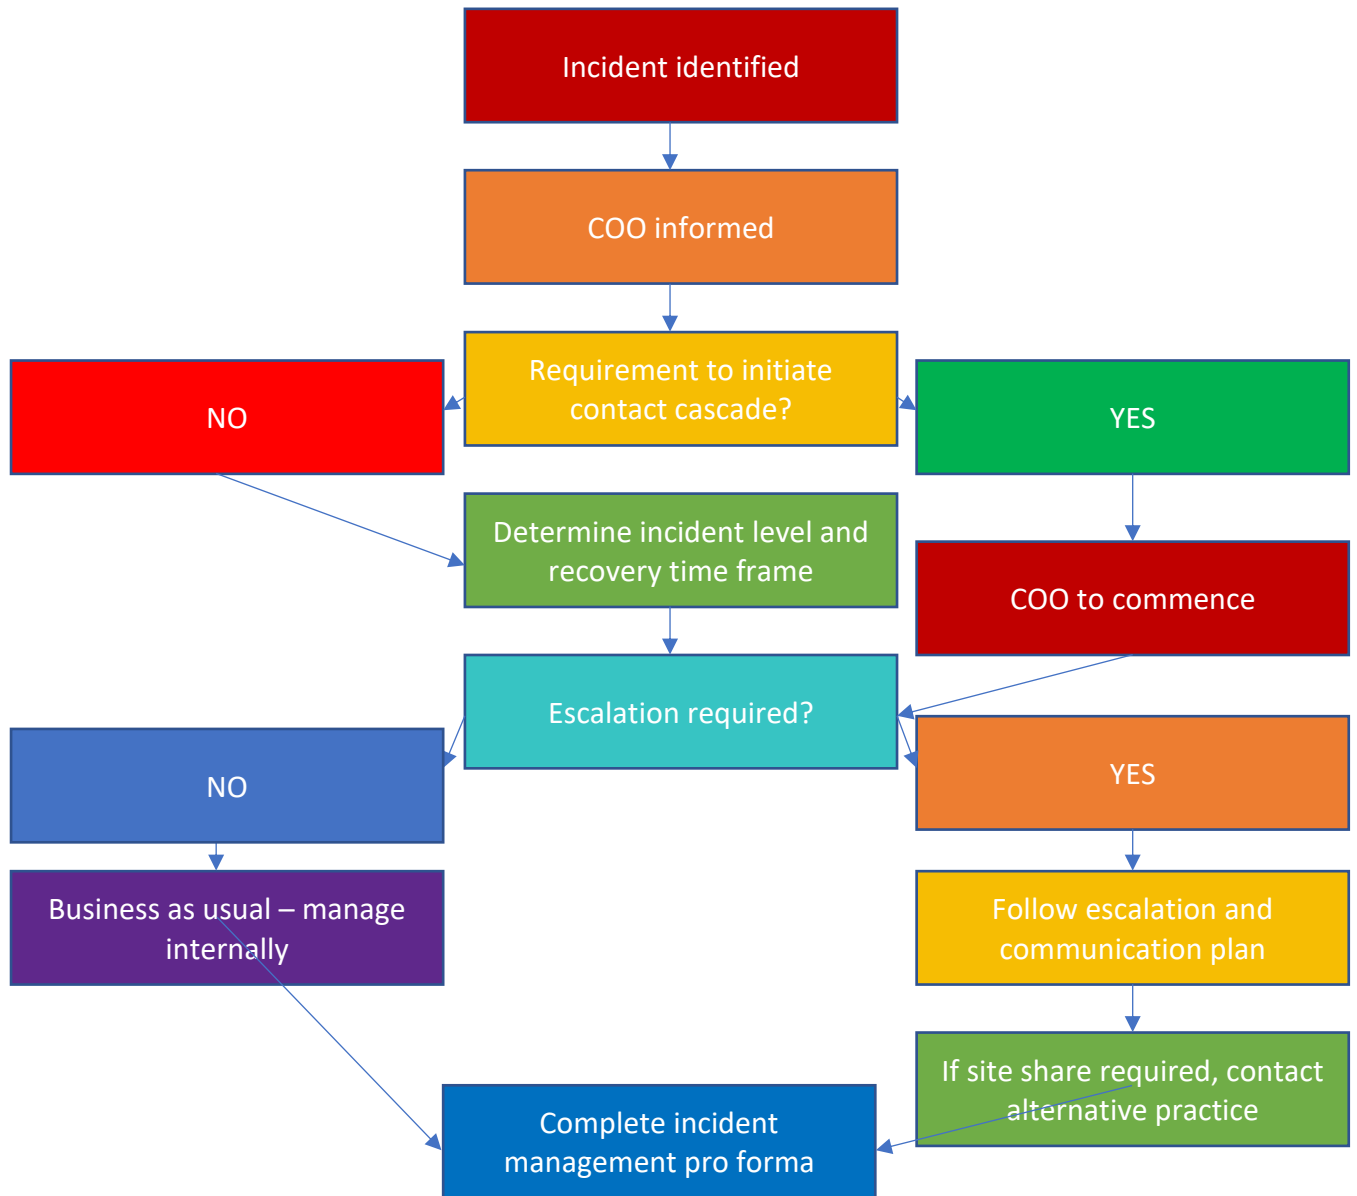 Incident identified
COO informed
Requirement to initiate
contact cascade?
NO
YES
Determine incident level and
recovery time frame
COO to commence
Escalation required?
NO
YES
Business as usual – manage
internally
Follow escalation and
communication plan
If site share required, contact
alternative practice
Complete incident
management pro forma